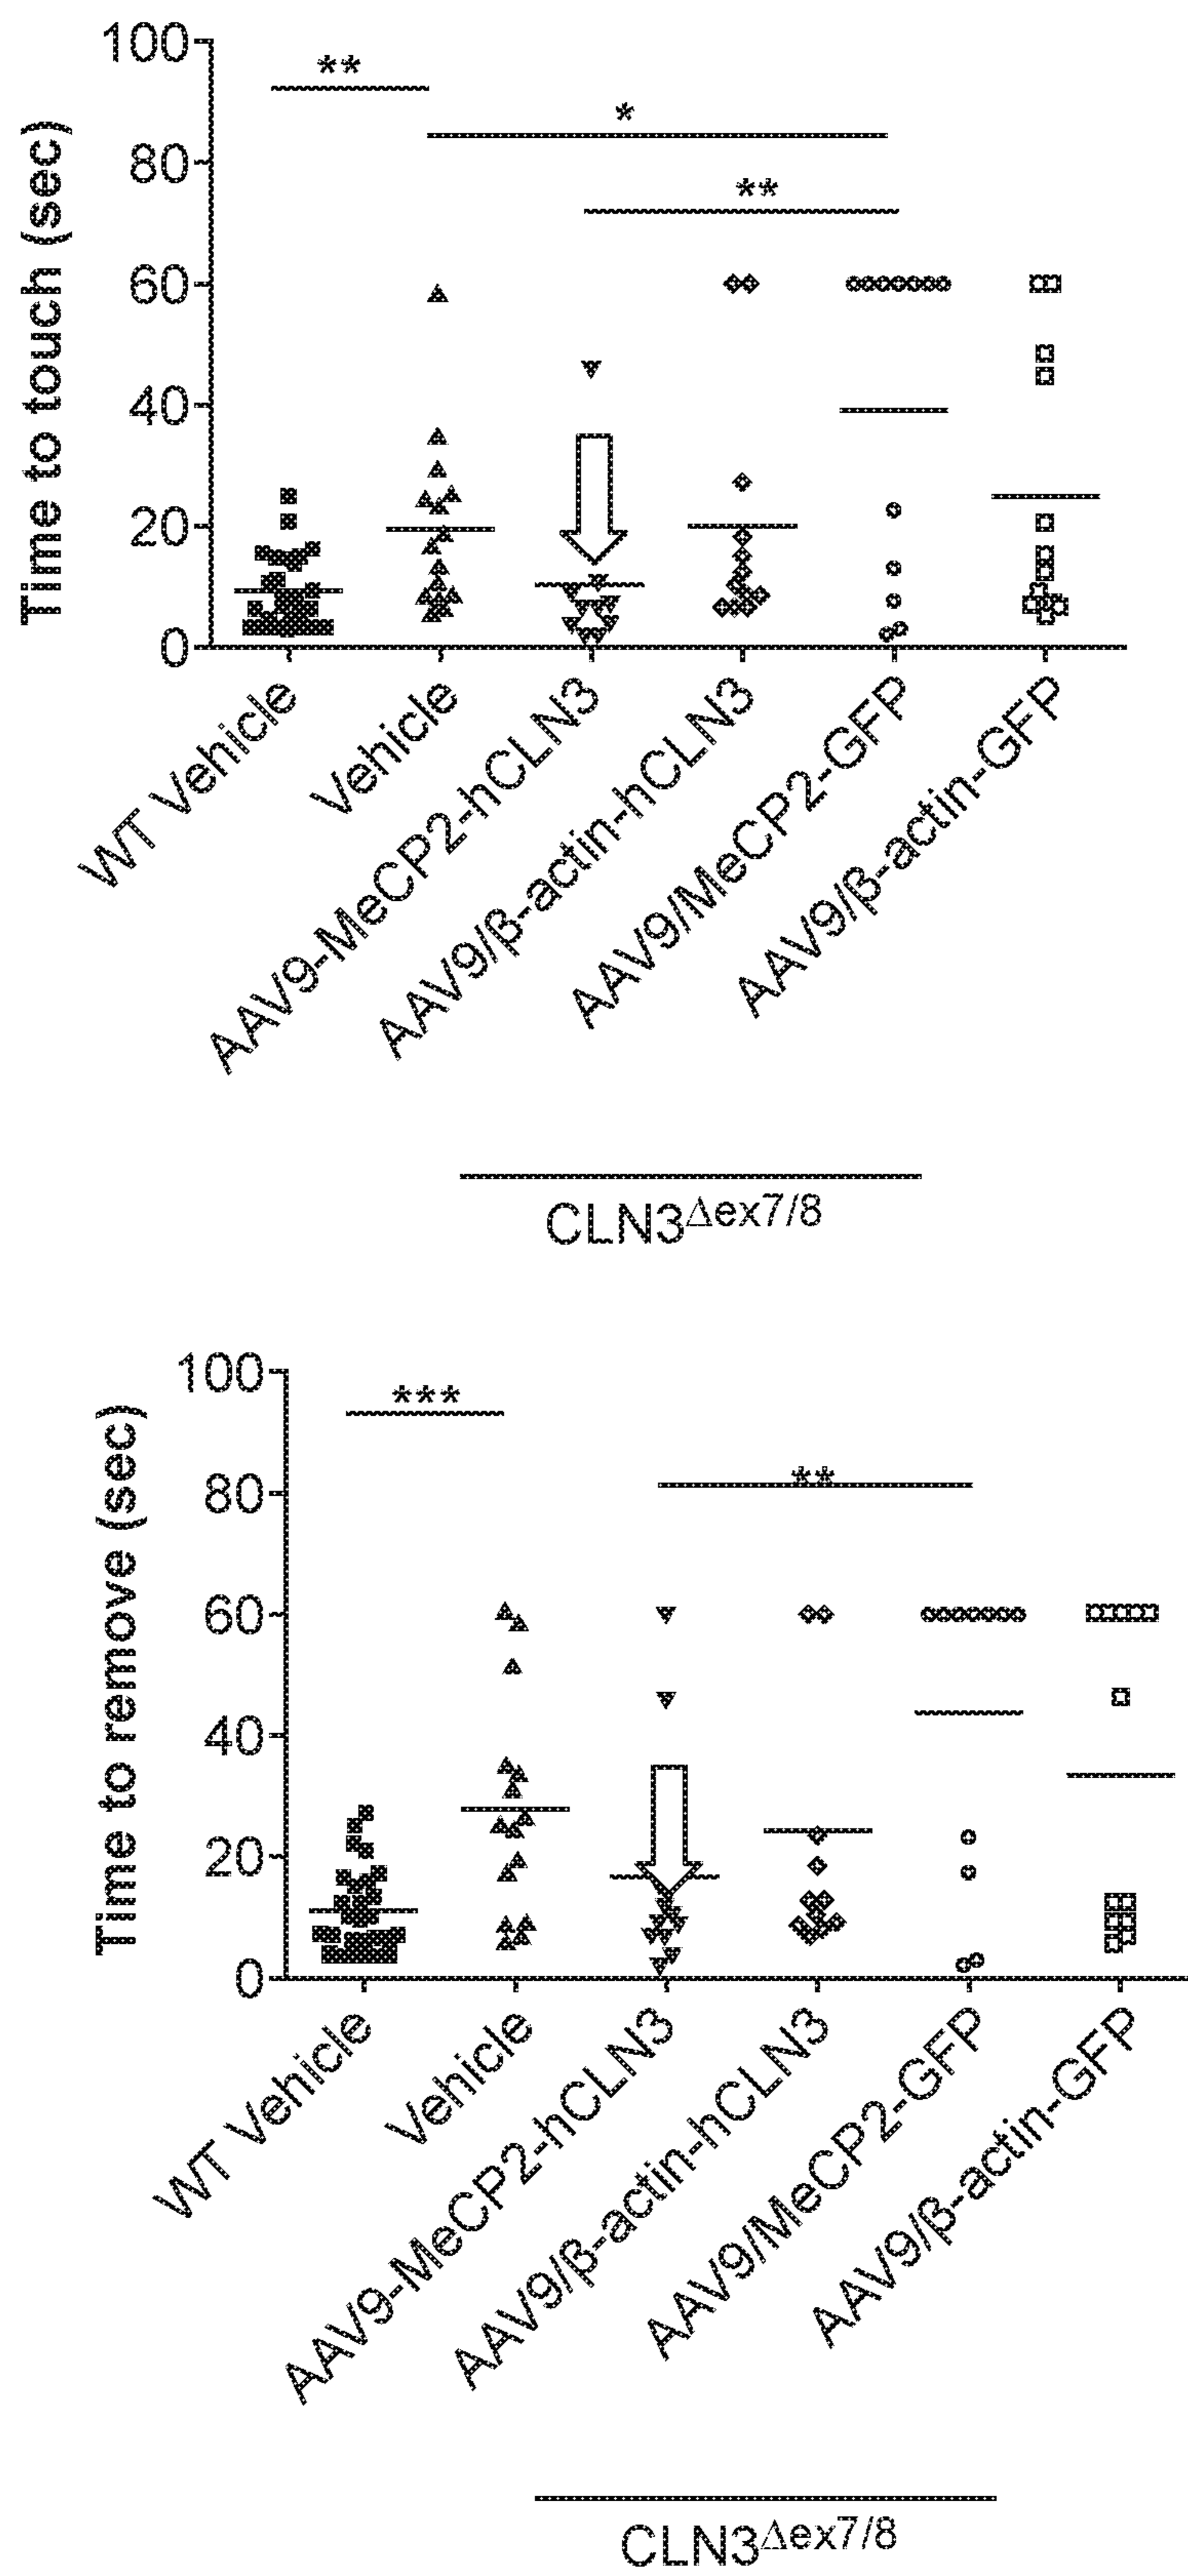 Time to touch (sec)
100
80
60
40
20
0
**
*
**
WT Vehicle
Vehicle
AAV9-MeCP2-hCLN3
AAV9/β-actin-hCLN3
AAV9/MeCP2-GFP
AAV9/β-actin-GFP
CLN3Δex7/8
Time to remove (sec)
100
80
60
40
20
0
***
**
WT Vehicle
Vehicle
AAV9-MeCP2-hCLN3
AAV9/β-actin-hCLN3
AAV9/MeCP2-GFP
AAV9/β-actin-GFP
CLN3Δex7/8